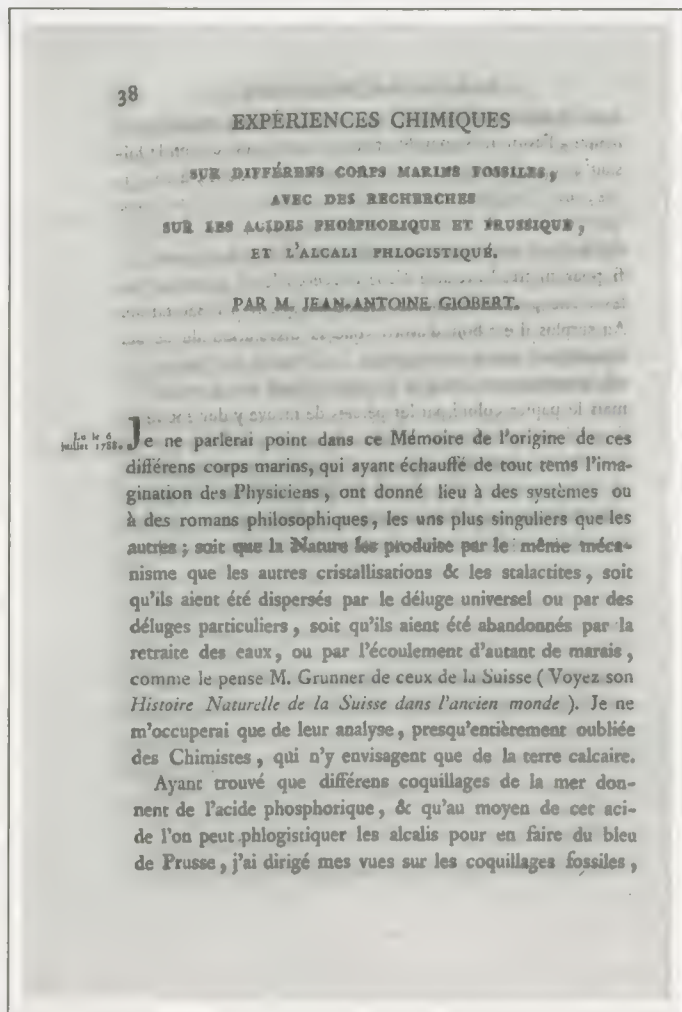 38
EXPÉRIENCES CHIMIQUES
SUR DIFFÉRENS CORPS MARINS FOSSILES,
AVEC DES RECHERCHES
SUR LES ACIDES PHOSPHORIQUE ET PRUSSIQUE,
ET L'ALCALI PHLOGISTIQUÉ.
PAR M. JEAN-ANTOINE GIOBERT.
Lu le 6
juillet 1788.
Je ne parlerai point dans ce Mémoire de l'origine de ces
différens corps marins, qui ayant échauffé de tout tems l'ima-
gination des Physiciens, ont donné lieu à des systèmes ou
à des romans philosophiques, les uns plus singuliers que les
autres; soit que la Nature les produise par le même méca-
nisme que les autres cristallisations & les stalactites, soit
qu'ils aient été dispersés par le déluge universel ou par des
déluges particuliers, soit qu'ils aient été abandonnés par la
retraite des eaux, ou par l'écoulement d'autant de marais,
comme le pense M. Grunner de ceux de la Suisse (Voyez son
Histoire Naturelle de la Suisse dans l'ancien monde). Je ne
m'occuperai que de leur analyse, presqu'entièrement oubliée
des Chimistes, qui n'y envisagent que de la terre calcaire.
Ayant trouvé que différens coquillages de la mer don-
nent de l'acide phosphorique, & qu'au moyen de cet aci-
de l'on peut phlogistiquer les alcalis pour en faire du bleu
de Prusse, j'ai dirigé mes vues sur les coquillages fossiles,